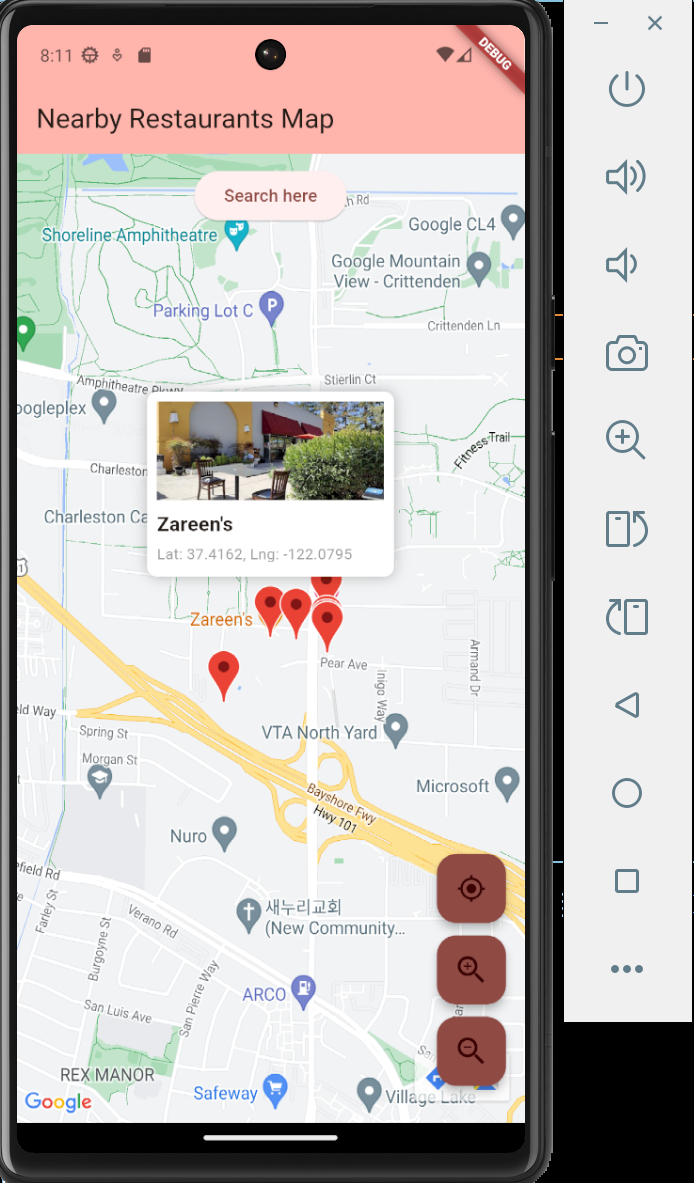 8:11
DEBUG
Nearby Restaurants Map
Search here
Rd
Shoreline Amphitheatre
Google CL4
Google Mountain
View - Crittenden
Parking Lot C
P
Crittenden Ln
Stierlin Ct
Amphitheatre Pkwy
oogleplex
Fitness Trail
Charleston
Charleston Ca
Zareen's
Lat: 37.4162, Lng: -122.0795
Zareen's
Pear Ave
Armand Dr
Inigo Way
eld Way
VTA North Yard
Spring St
Morgan St
Microsoft
Bayshore Fwy
Hwy 101
Nuro
efield Rd
Farley St
Verano Rd
Burgoyne St
새누리교회
(New Community...
San Pierre Way
ARCO
San Luis Ave
REX MANOR
Safeway
Village Lake
Google